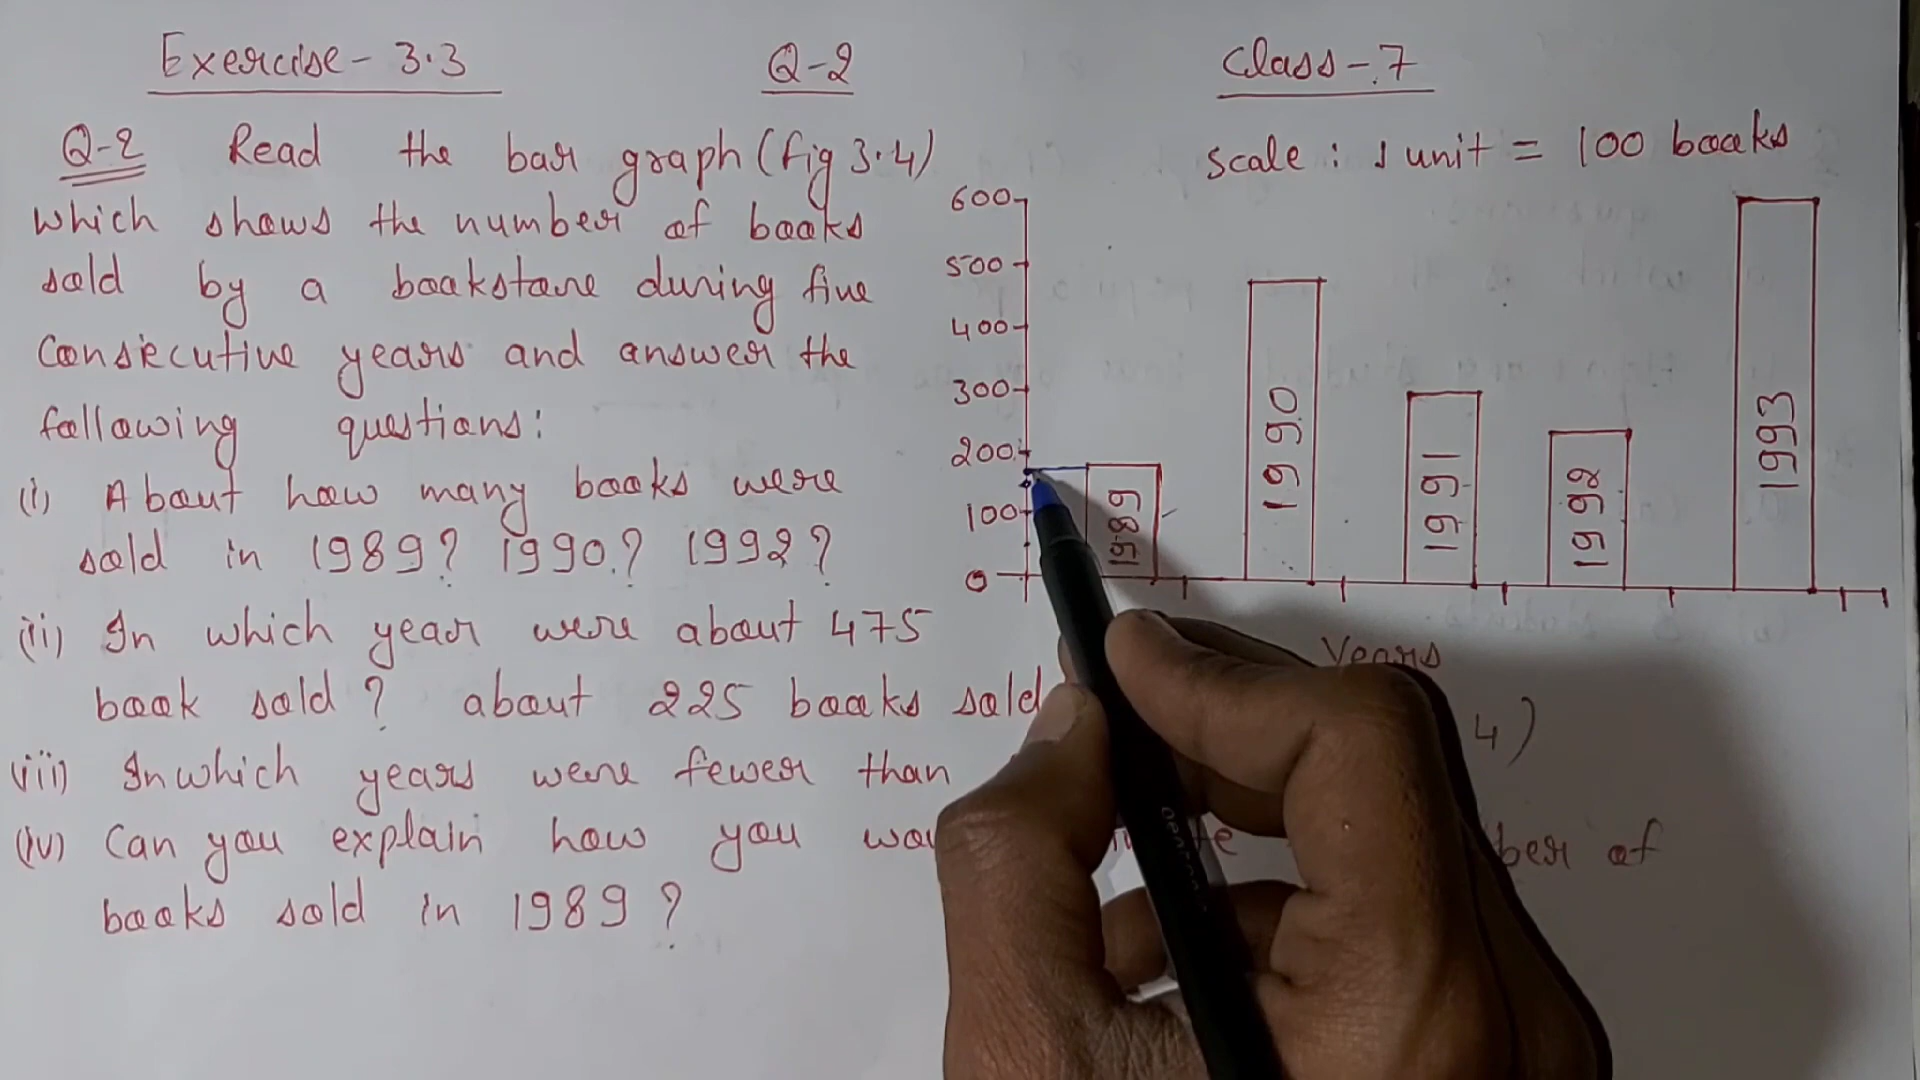 Exercise - 3.3
Q-2
Class - 7
Q-2 Read the bar graph (fig 3.4)
which shows the number of books
sold by a bookstore during five
Consecutive years and answer the
following questions:
(i) About how many books were
sold in 1989? 1990? 1992?
(ii) In which year were about 475
book sold? about 225 books sold
(iii) In which years were fewer than
(iv) Can you explain how you
books sold in 1989?
of
scale : 1 unit = 100 books
600
500
400
300
200
100
0
1989
1990
1991
1992
1993
Years
4)